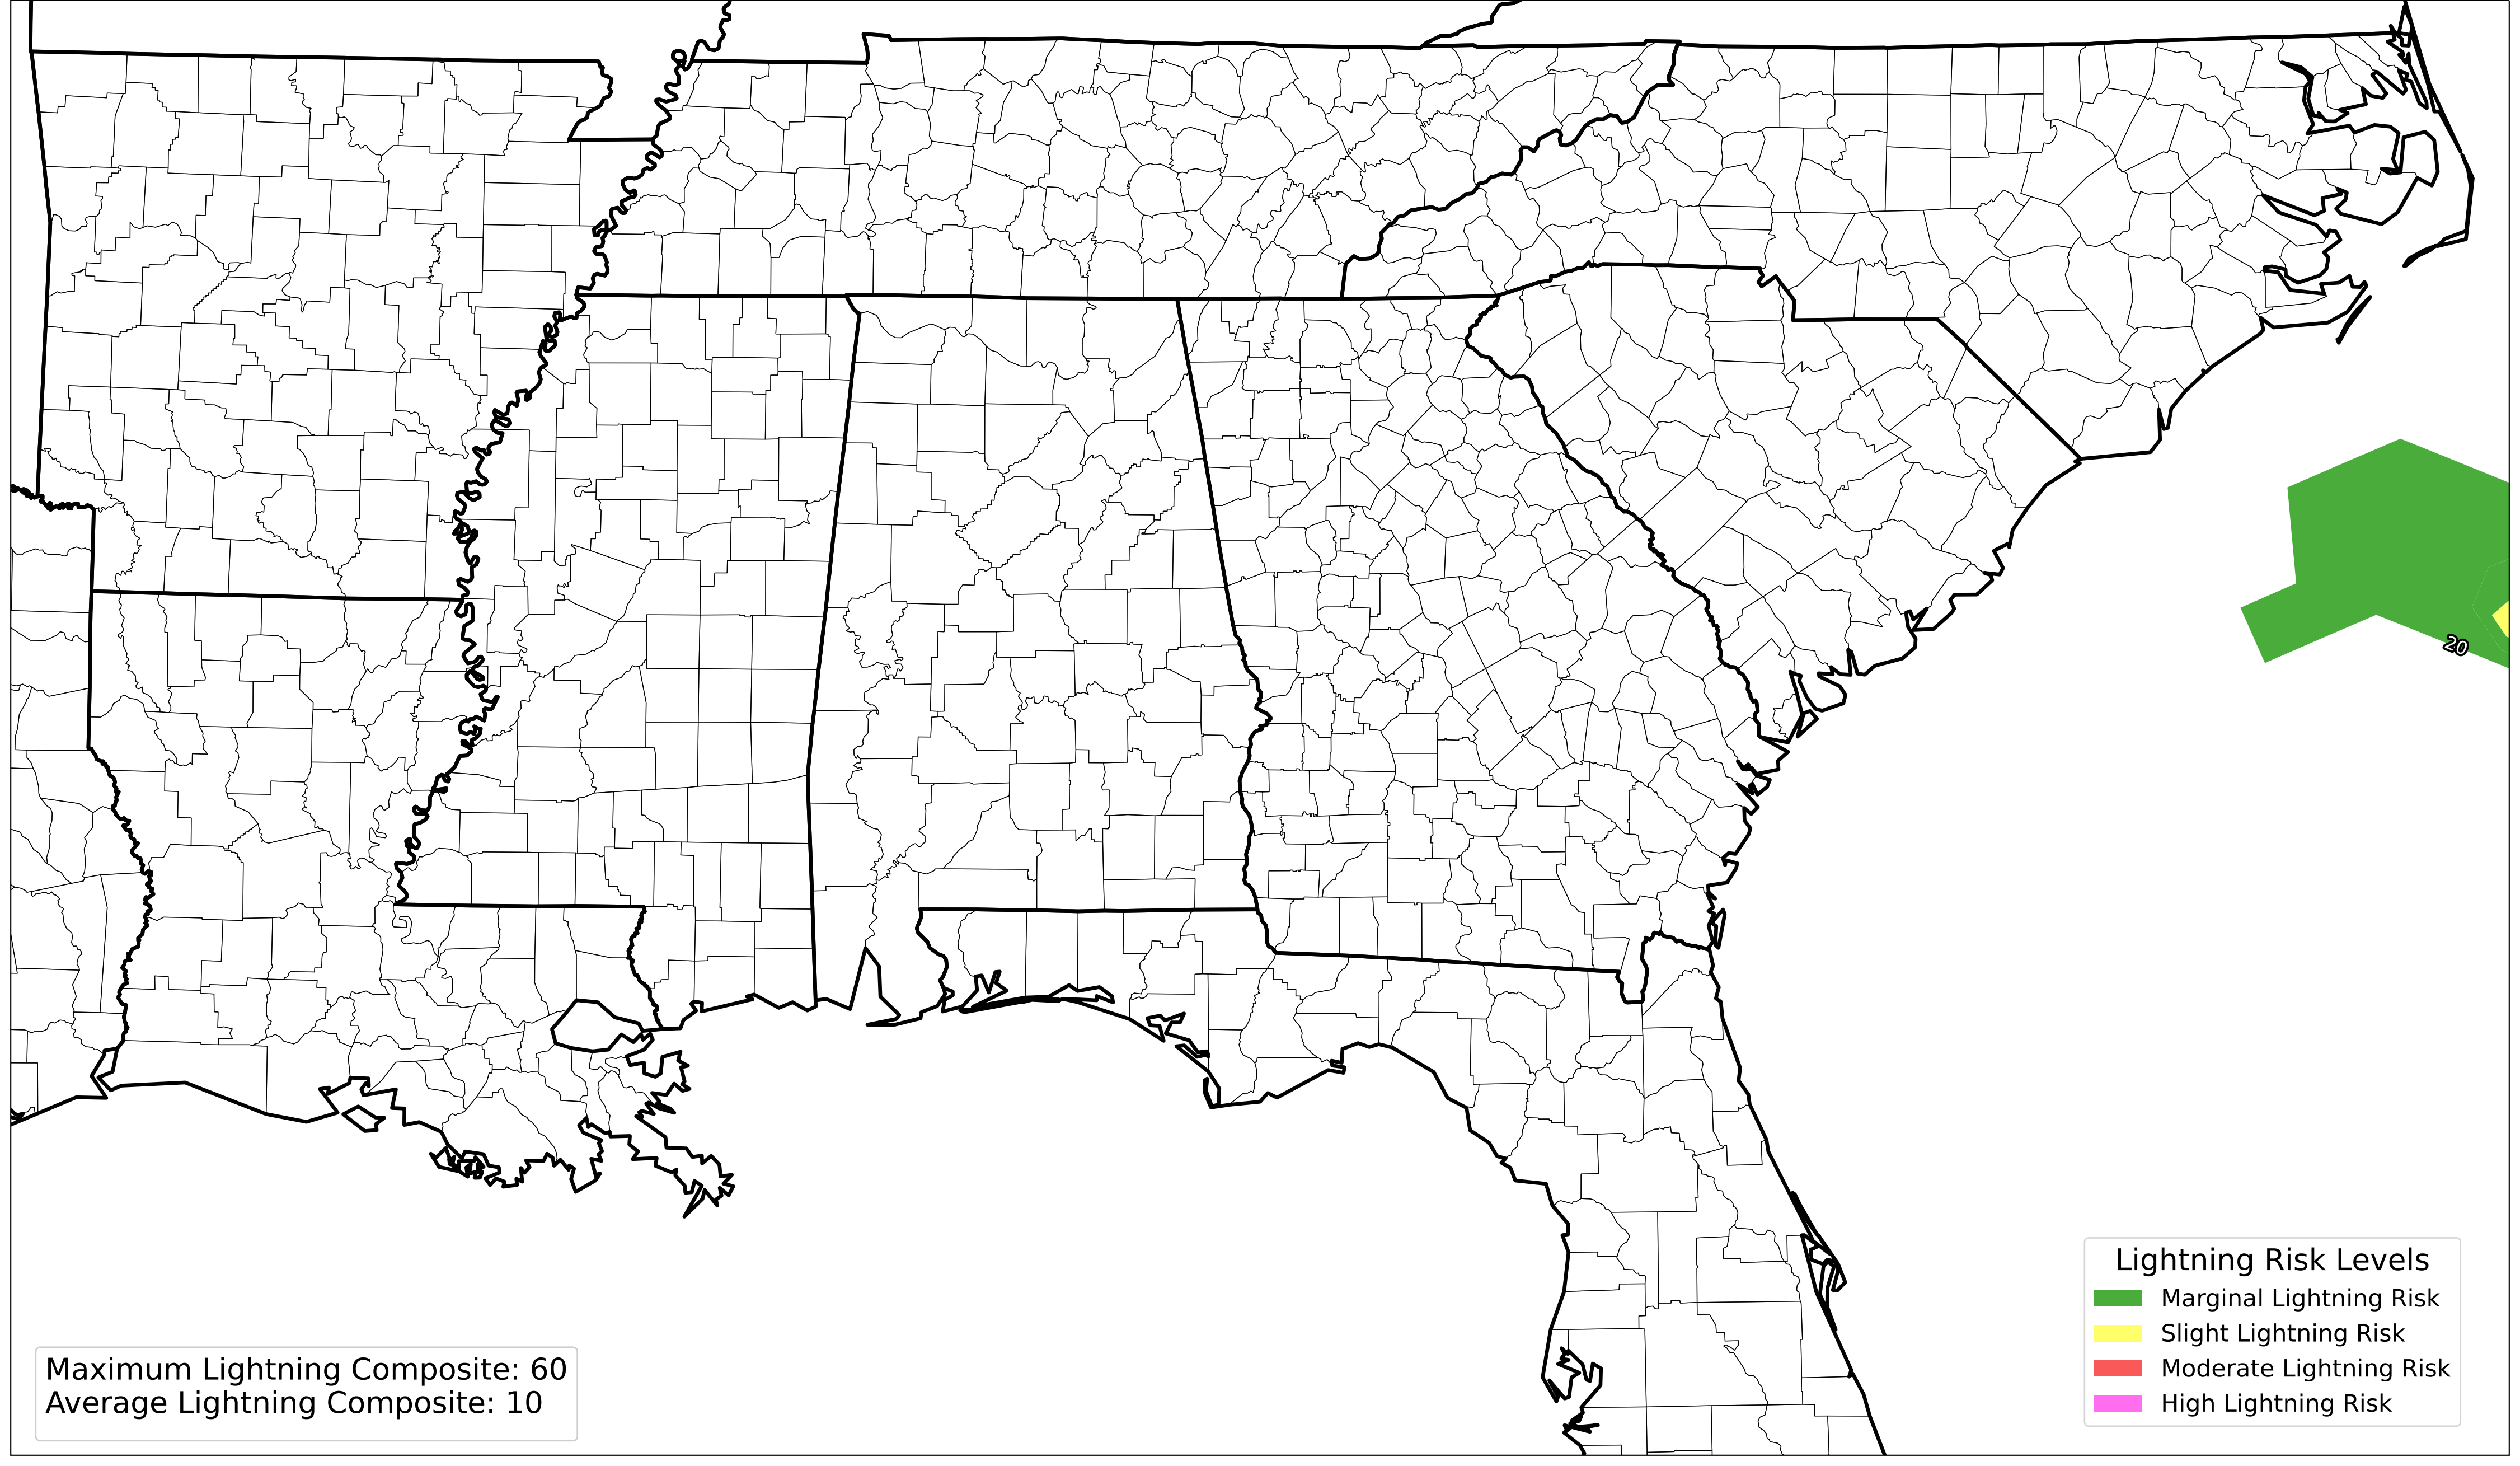 20
Maximum Lightning Composite: 60
Average Lightning Composite: 10
Lightning Risk Levels
Marginal Lightning Risk
Slight Lightning Risk
Moderate Lightning Risk
High Lightning Risk